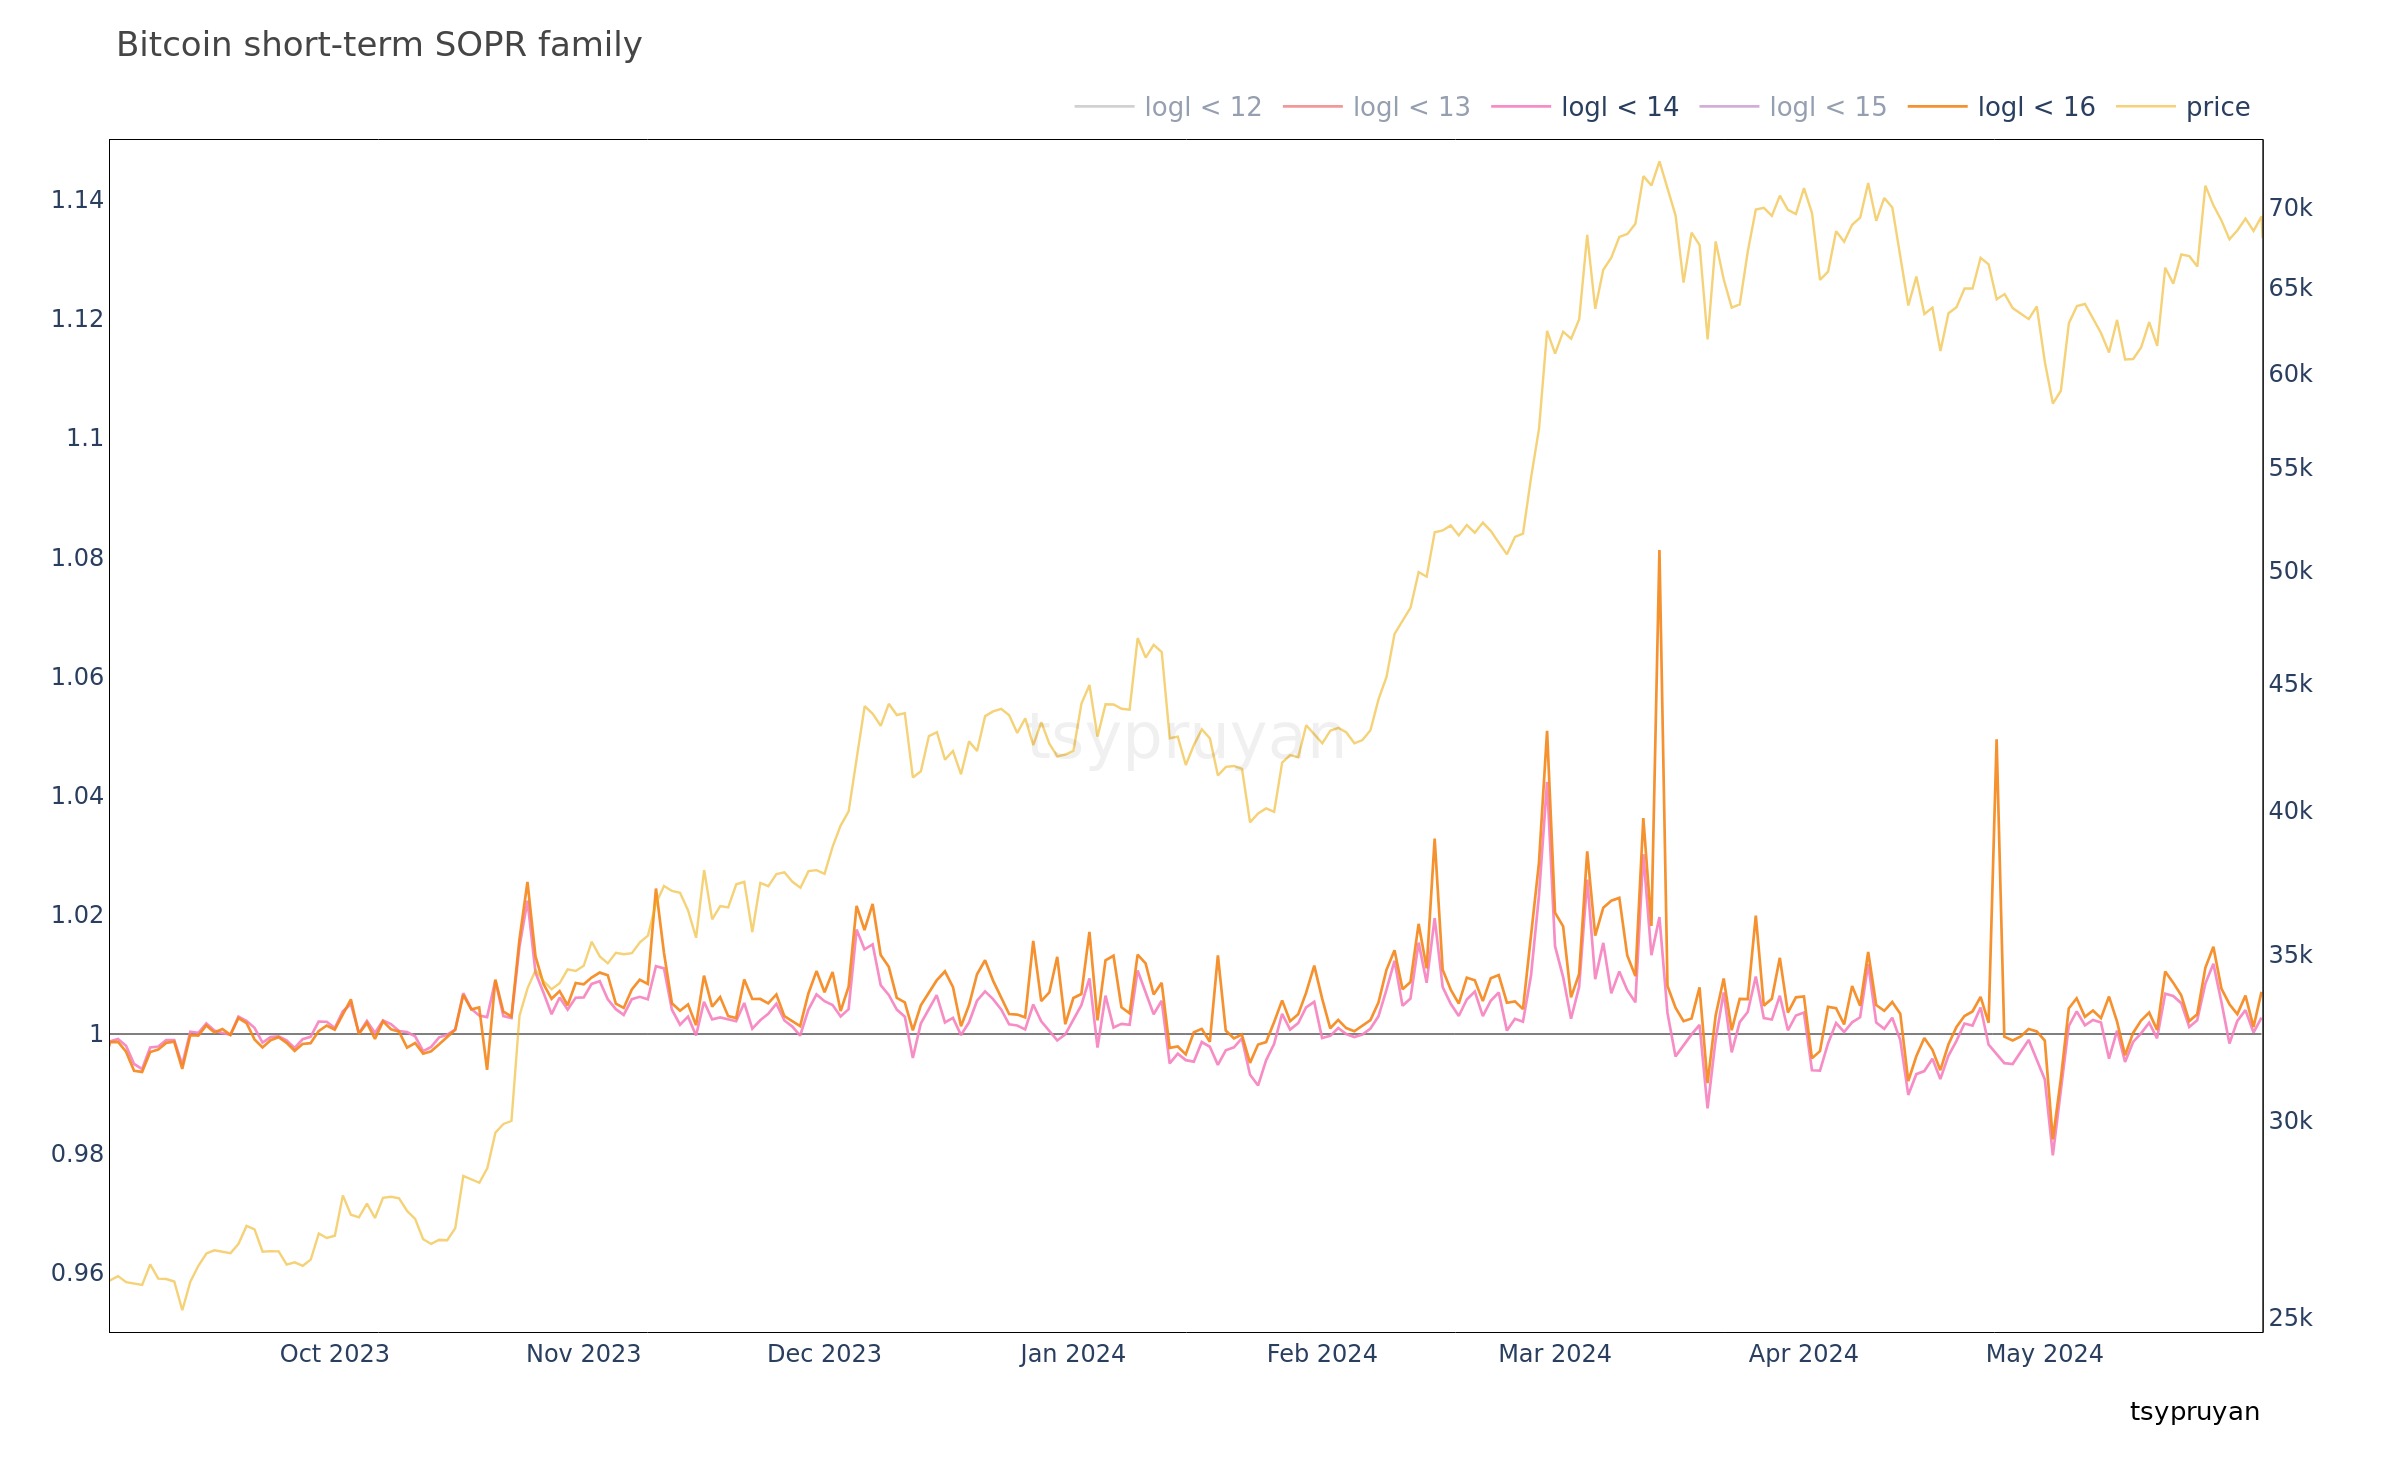 Bitcoin short-term SOPR family
logl < 12 logl < 13 logl < 14 logl < 15 logl < 16 price
1.14
1.12
1.1
1.08
1.06
1.04
1.02
1
0.98
0.96
70k
65k
60k
55k
50k
45k
40k
35k
30k
25k
tsypruyan
Oct 2023 Nov 2023 Dec 2023 Jan 2024 Feb 2024 Mar 2024 Apr 2024 May 2024
tsypruyan